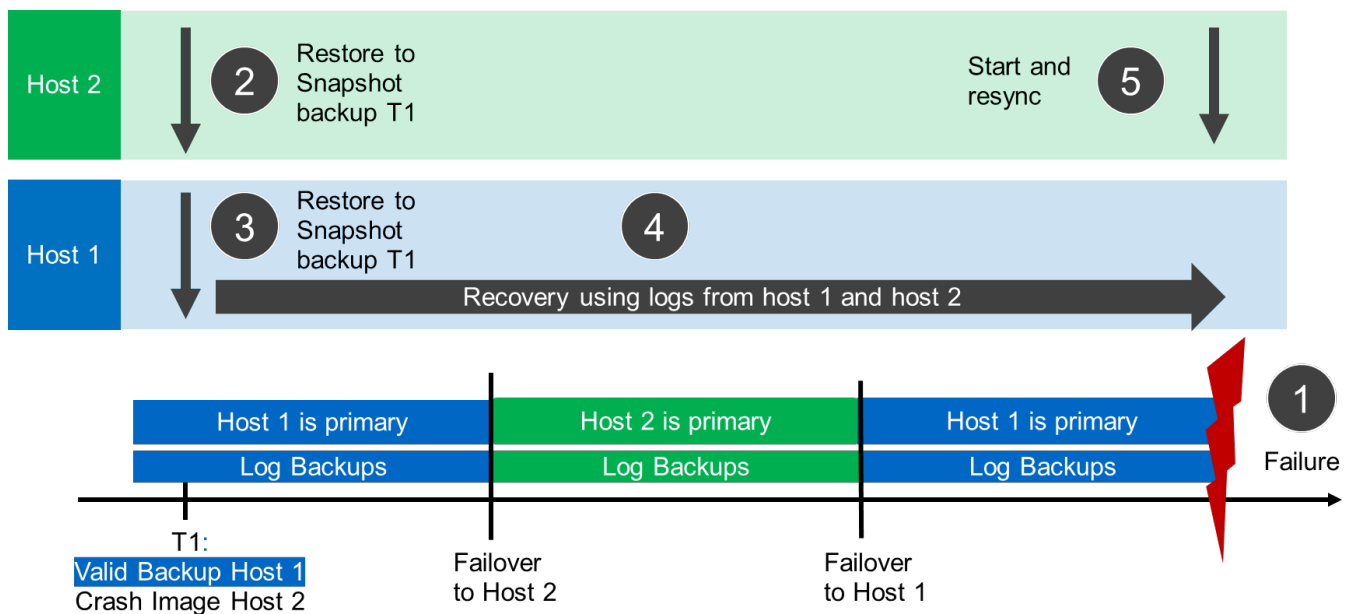 Host 2
2
Restore to
Snapshot
backup T1
Start and
resync
5
Host 1
3
Restore to
Snapshot
backup T1
4
Recovery using logs from host 1 and host 2
Host 1 is primary
Host 2 is primary
Host 1 is primary
1
Log Backups
Log Backups
Log Backups
Failure
T1:
Valid Backup Host 1
Crash Image Host 2
Failover
to Host 2
Failover
to Host 1